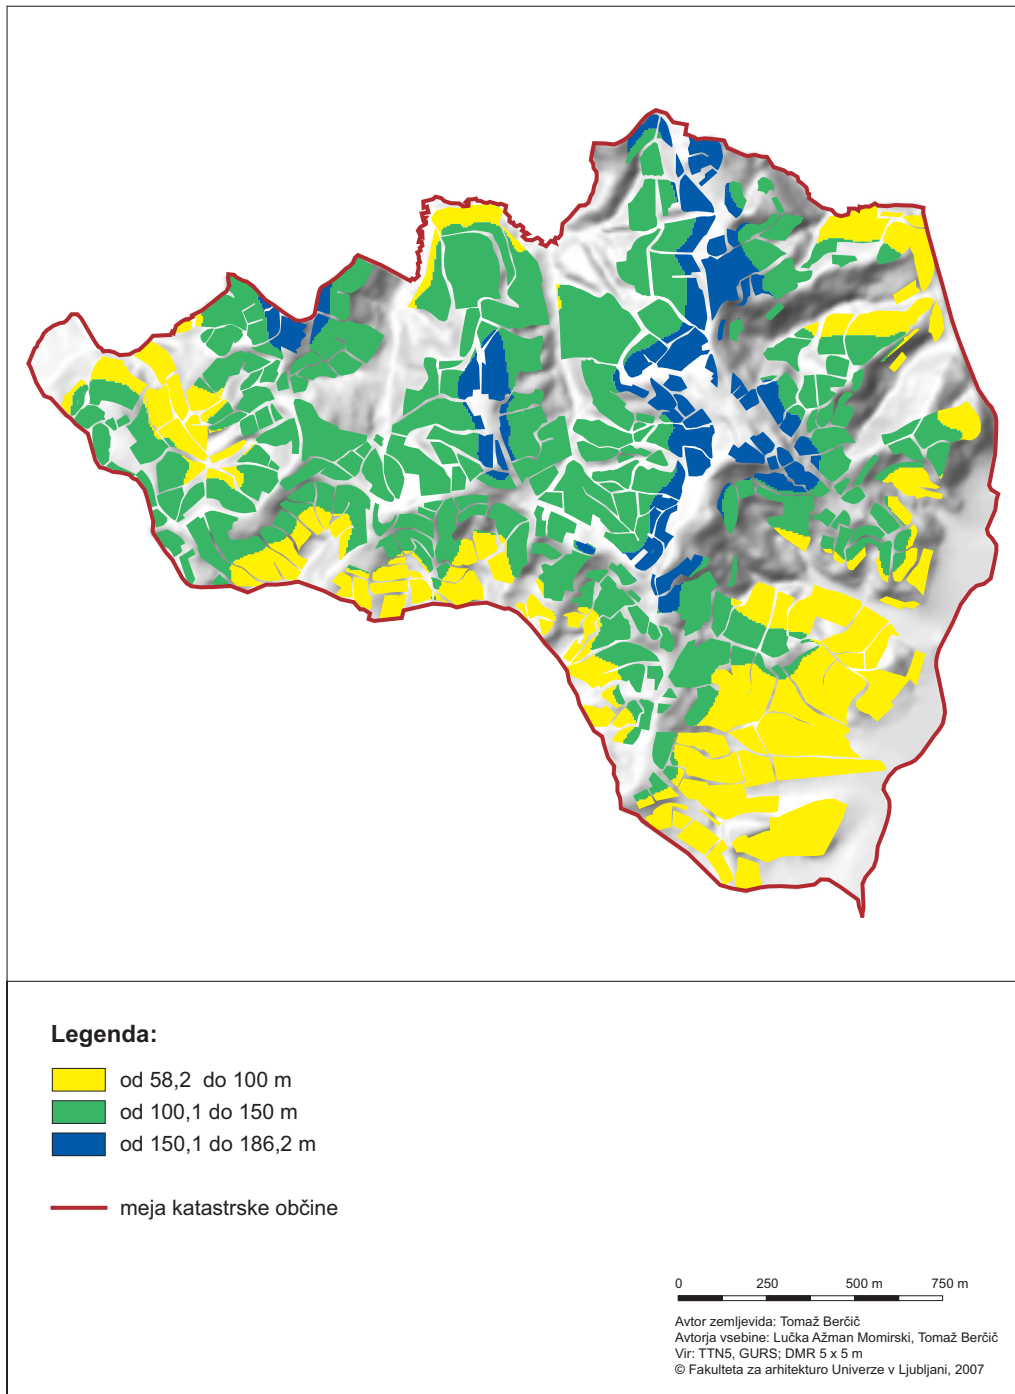 Legenda:
od 58,2 do 100 m
od 100,1 do 150 m
od 150,1 do 186,2 m
meja katastrske občine
0 250 500 m 750 m
Avtor zemljevida: Tomaž Berčič
Avtorja vsebine: Lučka Ažman Momirski, Tomaž Berčič
Vir: TTN5, GURS; DMR 5 x 5 m
© Fakulteta za arhitekturo Univerze v Ljubljani, 2007